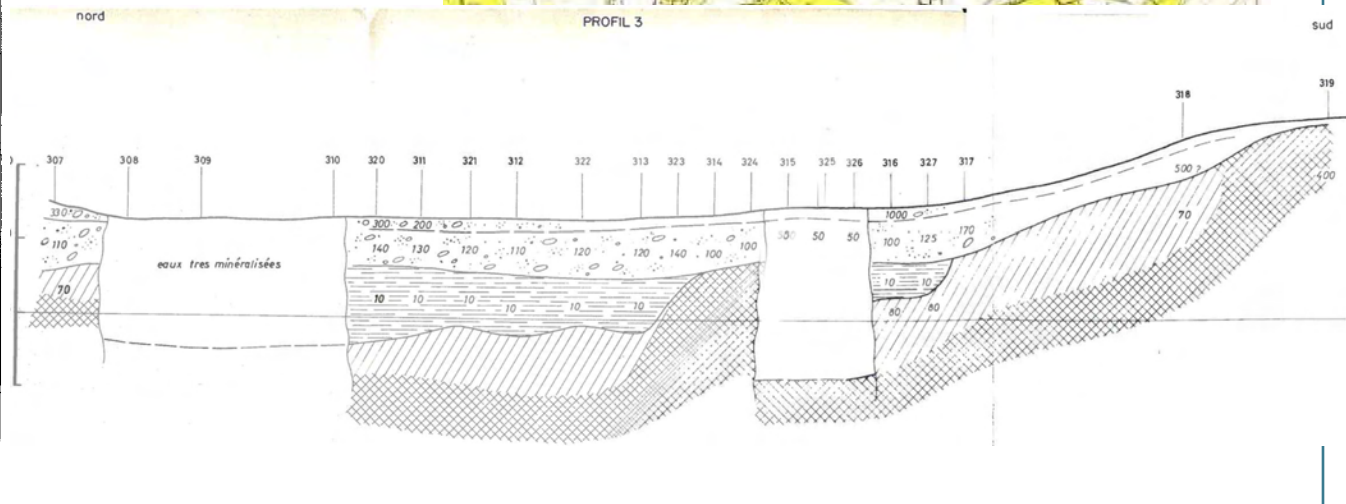 nord PROFIL 3 sud
319
318
307 308 309 310 320 311 321 312 322 313 323 314 324 315 325 326 316 327 317
500 ? 400
330 300 200 1000
70
110 140 130 120 110 120 120 140 100 100 50 50 100 125 170
eaux tres minéralisées
70 10 10 10 10 10 10 10 10
80 80